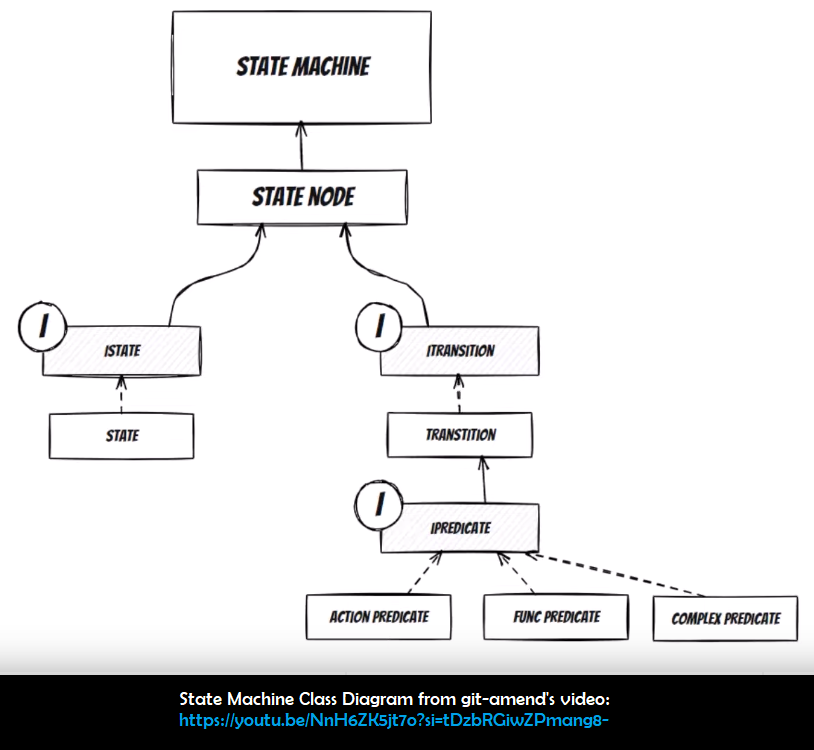 STATE MACHINE
STATE NODE
I
ISTATE
I
ITRANSITION
STATE
TRANSTITION
I
IPREDICATE
ACTION PREDICATE
FUNC PREDICATE
COMPLEX PREDICATE
State Machine Class Diagram from git-amend's video:
https://youtu.be/NnH6ZK5jt7o?si=tDzbRGiwZPmang8-